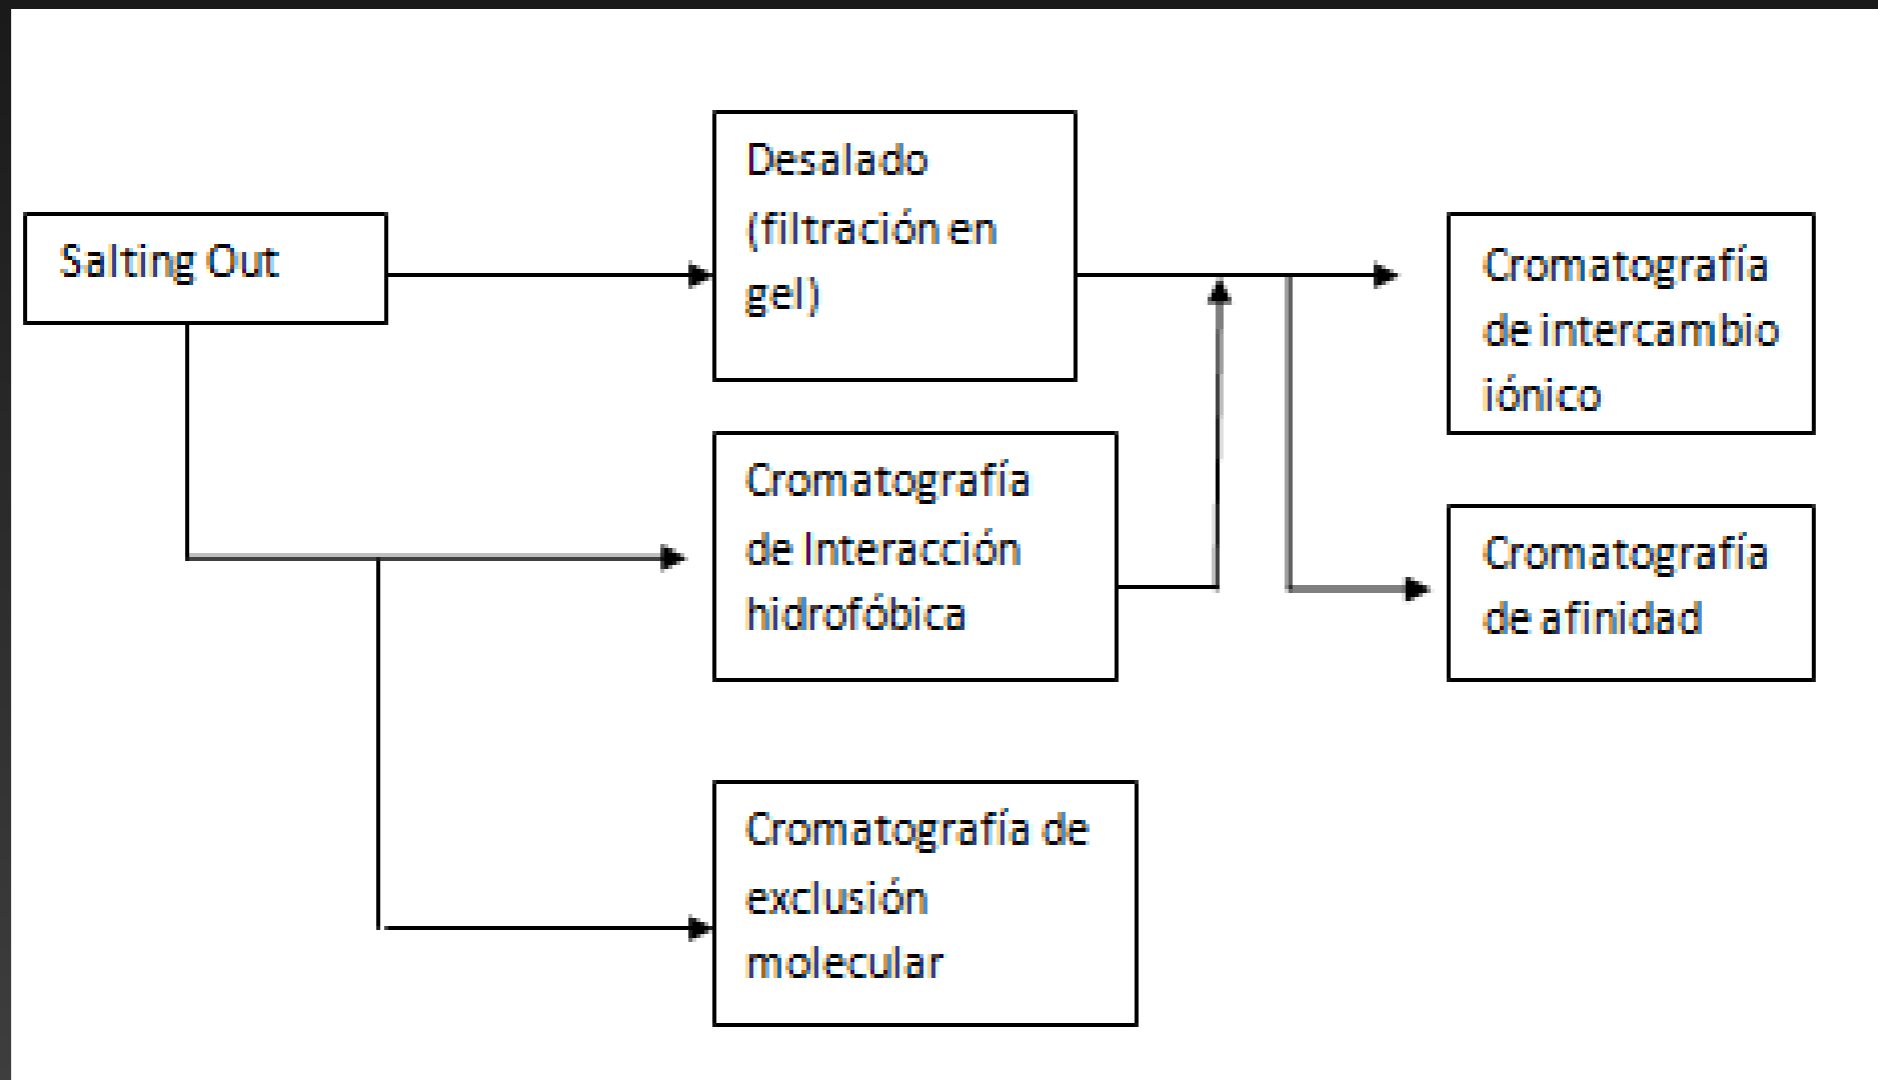 Salting Out
Desalado
(filtración en
gel)
Cromatografía
de Interacción
hidrofóbica
Cromatografía de
exclusión
molecular
Cromatografía
de intercambio
iónico
Cromatografía
de afinidad